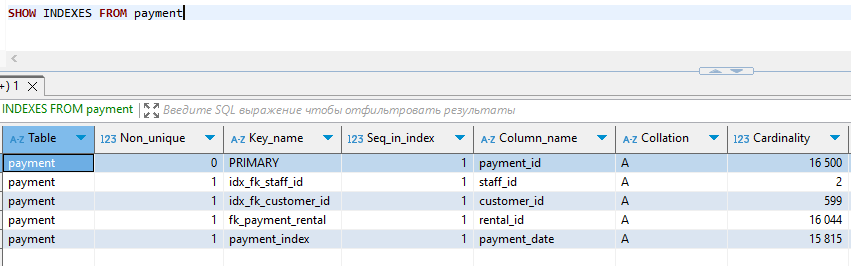 SHOW INDEXES FROM payment
+) 1 ×
INDEXES FROM payment Введите SQL выражение чтобы отфильтровать результаты
A-Z Table 123 Non_unique A-Z Key_name 123 Seq_in_index A-Z Column_name A-Z Collation 123 Cardinality
payment 0 PRIMARY 1 payment_id A 16 500
payment 1 idx_fk_staff_id 1 staff_id A 2
payment 1 idx_fk_customer_id 1 customer_id A 599
payment 1 fk_payment_rental 1 rental_id A 16 044
payment 1 payment_index 1 payment_date A 15 815